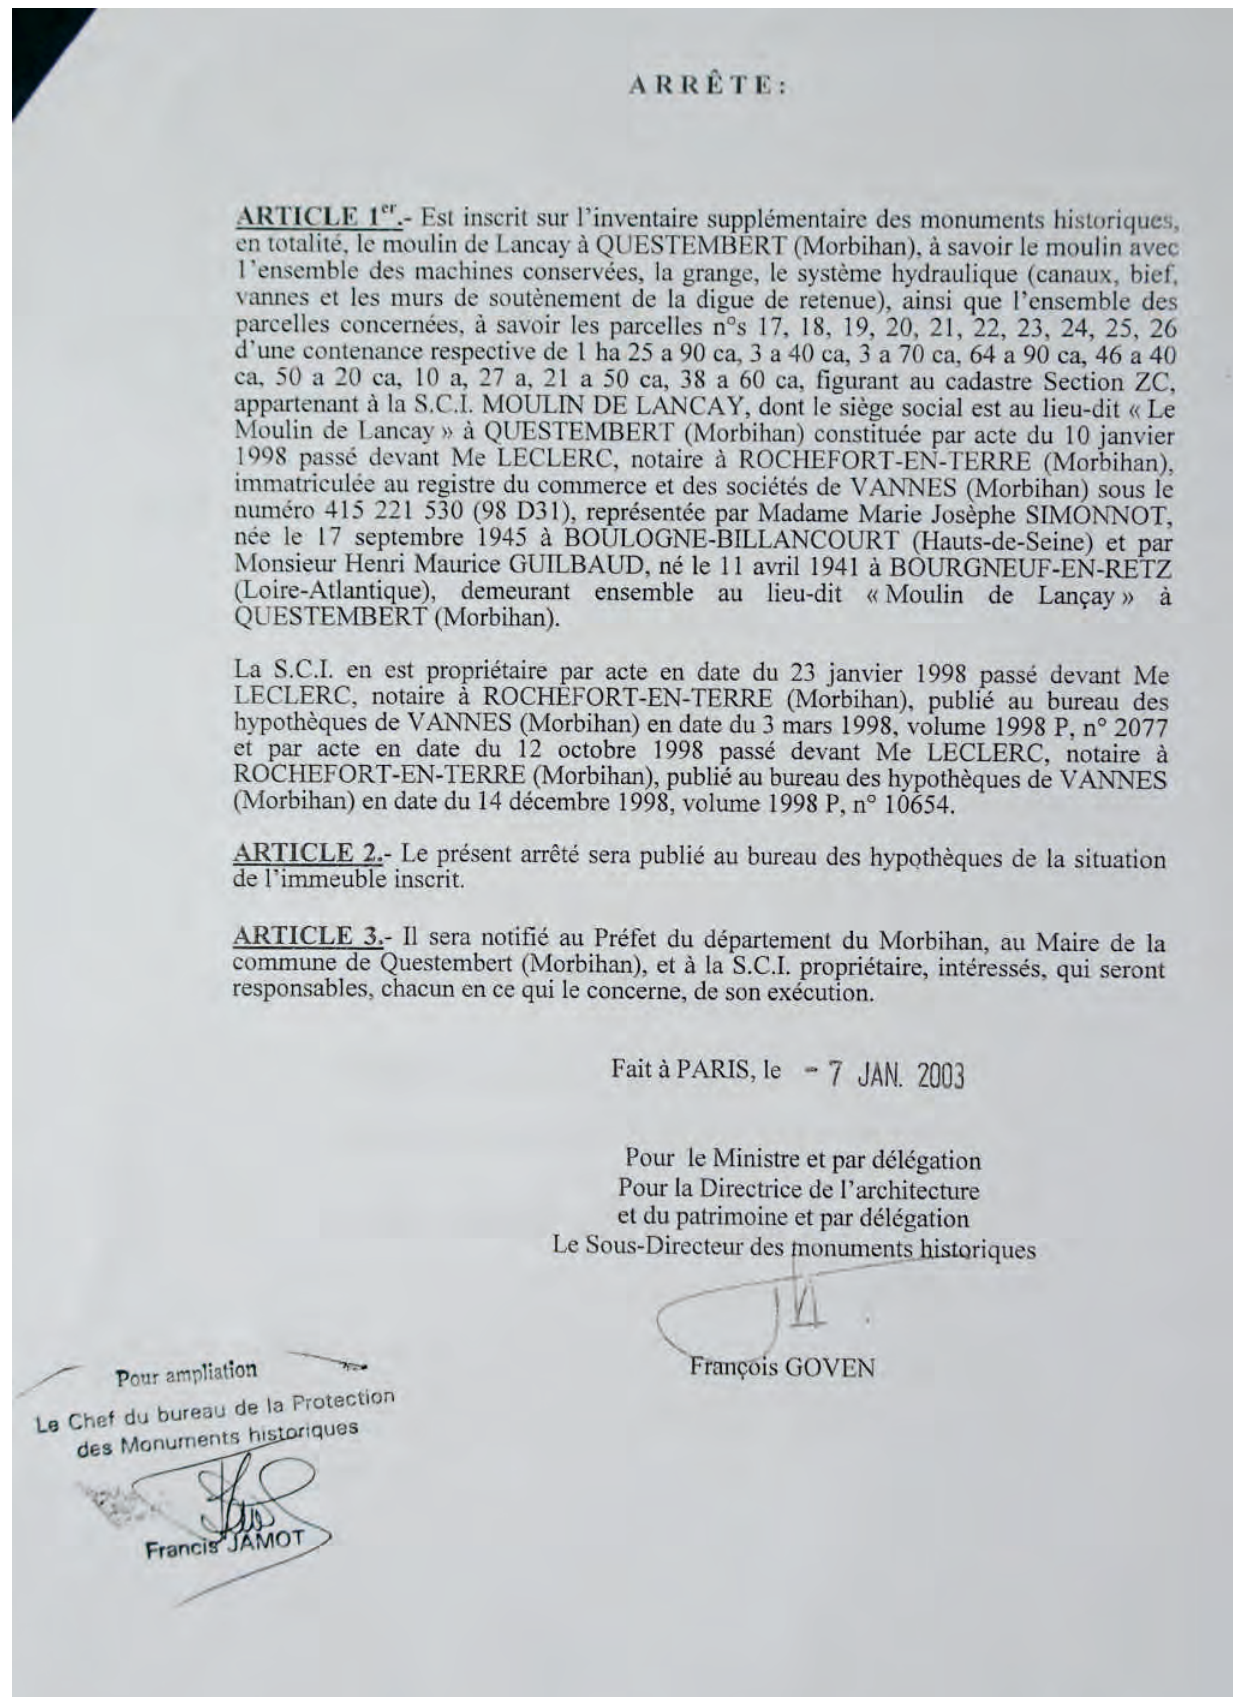 ARRÊTE:
ARTICLE 1er.- Est inscrit sur l'inventaire supplémentaire des monuments historiques,
en totalité, le moulin de Lancay à QUESTEMBERT (Morbihan), à savoir le moulin avec
l'ensemble des machines conservées, la grange, le système hydraulique (canaux, bief,
vannes et les murs de soutènement de la digue de retenue), ainsi que l'ensemble des
parcelles concernées, à savoir les parcelles n°s 17, 18, 19, 20, 21, 22, 23, 24, 25, 26
d'une contenance respective de 1 ha 25 a 90 ca, 3 a 40 ca, 3 a 70 ca, 64 a 90 ca, 46 a 40
ca, 50 a 20 ca, 10 a, 27 a, 21 a 50 ca, 38 a 60 ca, figurant au cadastre Section ZC,
appartenant à la S.C.I. MOULIN DE LANCAY, dont le siège social est au lieu-dit « Le
Moulin de Lancay » à QUESTEMBERT (Morbihan) constituée par acte du 10 janvier
1998 passé devant Me LECLERC, notaire à ROCHEFORT-EN-TERRE (Morbihan),
immatriculée au registre du commerce et des sociétés de VANNES (Morbihan) sous le
numéro 415 221 530 (98 D31), représentée par Madame Marie Josèphe SIMONNOT,
née le 17 septembre 1945 à BOULOGNE-BILLANCOURT (Hauts-de-Seine) et par
Monsieur Henri Maurice GUILBAUD, né le 11 avril 1941 à BOURGNEUF-EN-RETZ
(Loire-Atlantique), demeurant ensemble au lieu-dit « Moulin de Lançay » à
QUESTEMBERT (Morbihan).
La S.C.I. en est propriétaire par acte en date du 23 janvier 1998 passé devant Me
LECLERC, notaire à ROCHEFORT-EN-TERRE (Morbihan), publié au bureau des
hypothèques de VANNES (Morbihan) en date du 3 mars 1998, volume 1998 P, n° 2077
et par acte en date du 12 octobre 1998 passé devant Me LECLERC, notaire à
ROCHEFORT-EN-TERRE (Morbihan), publié au bureau des hypothèques de VANNES
(Morbihan) en date du 14 décembre 1998, volume 1998 P, n° 10654.
ARTICLE 2.- Le présent arrêté sera publié au bureau des hypothèques de la situation
de l'immeuble inscrit.
ARTICLE 3.- Il sera notifié au Préfet du département du Morbihan, au Maire de la
commune de Questembert (Morbihan), et à la S.C.I. propriétaire, intéressés, qui seront
responsables, chacun en ce qui le concerne, de son exécution.
Fait à PARIS, le - 7 JAN. 2003
Pour le Ministre et par délégation
Pour la Directrice de l'architecture
et du patrimoine et par délégation
Le Sous-Directeur des monuments historiques
François GOVEN
Pour ampliation
Le Chef du bureau de la Protection
des Monuments historiques
Francis JAMOT